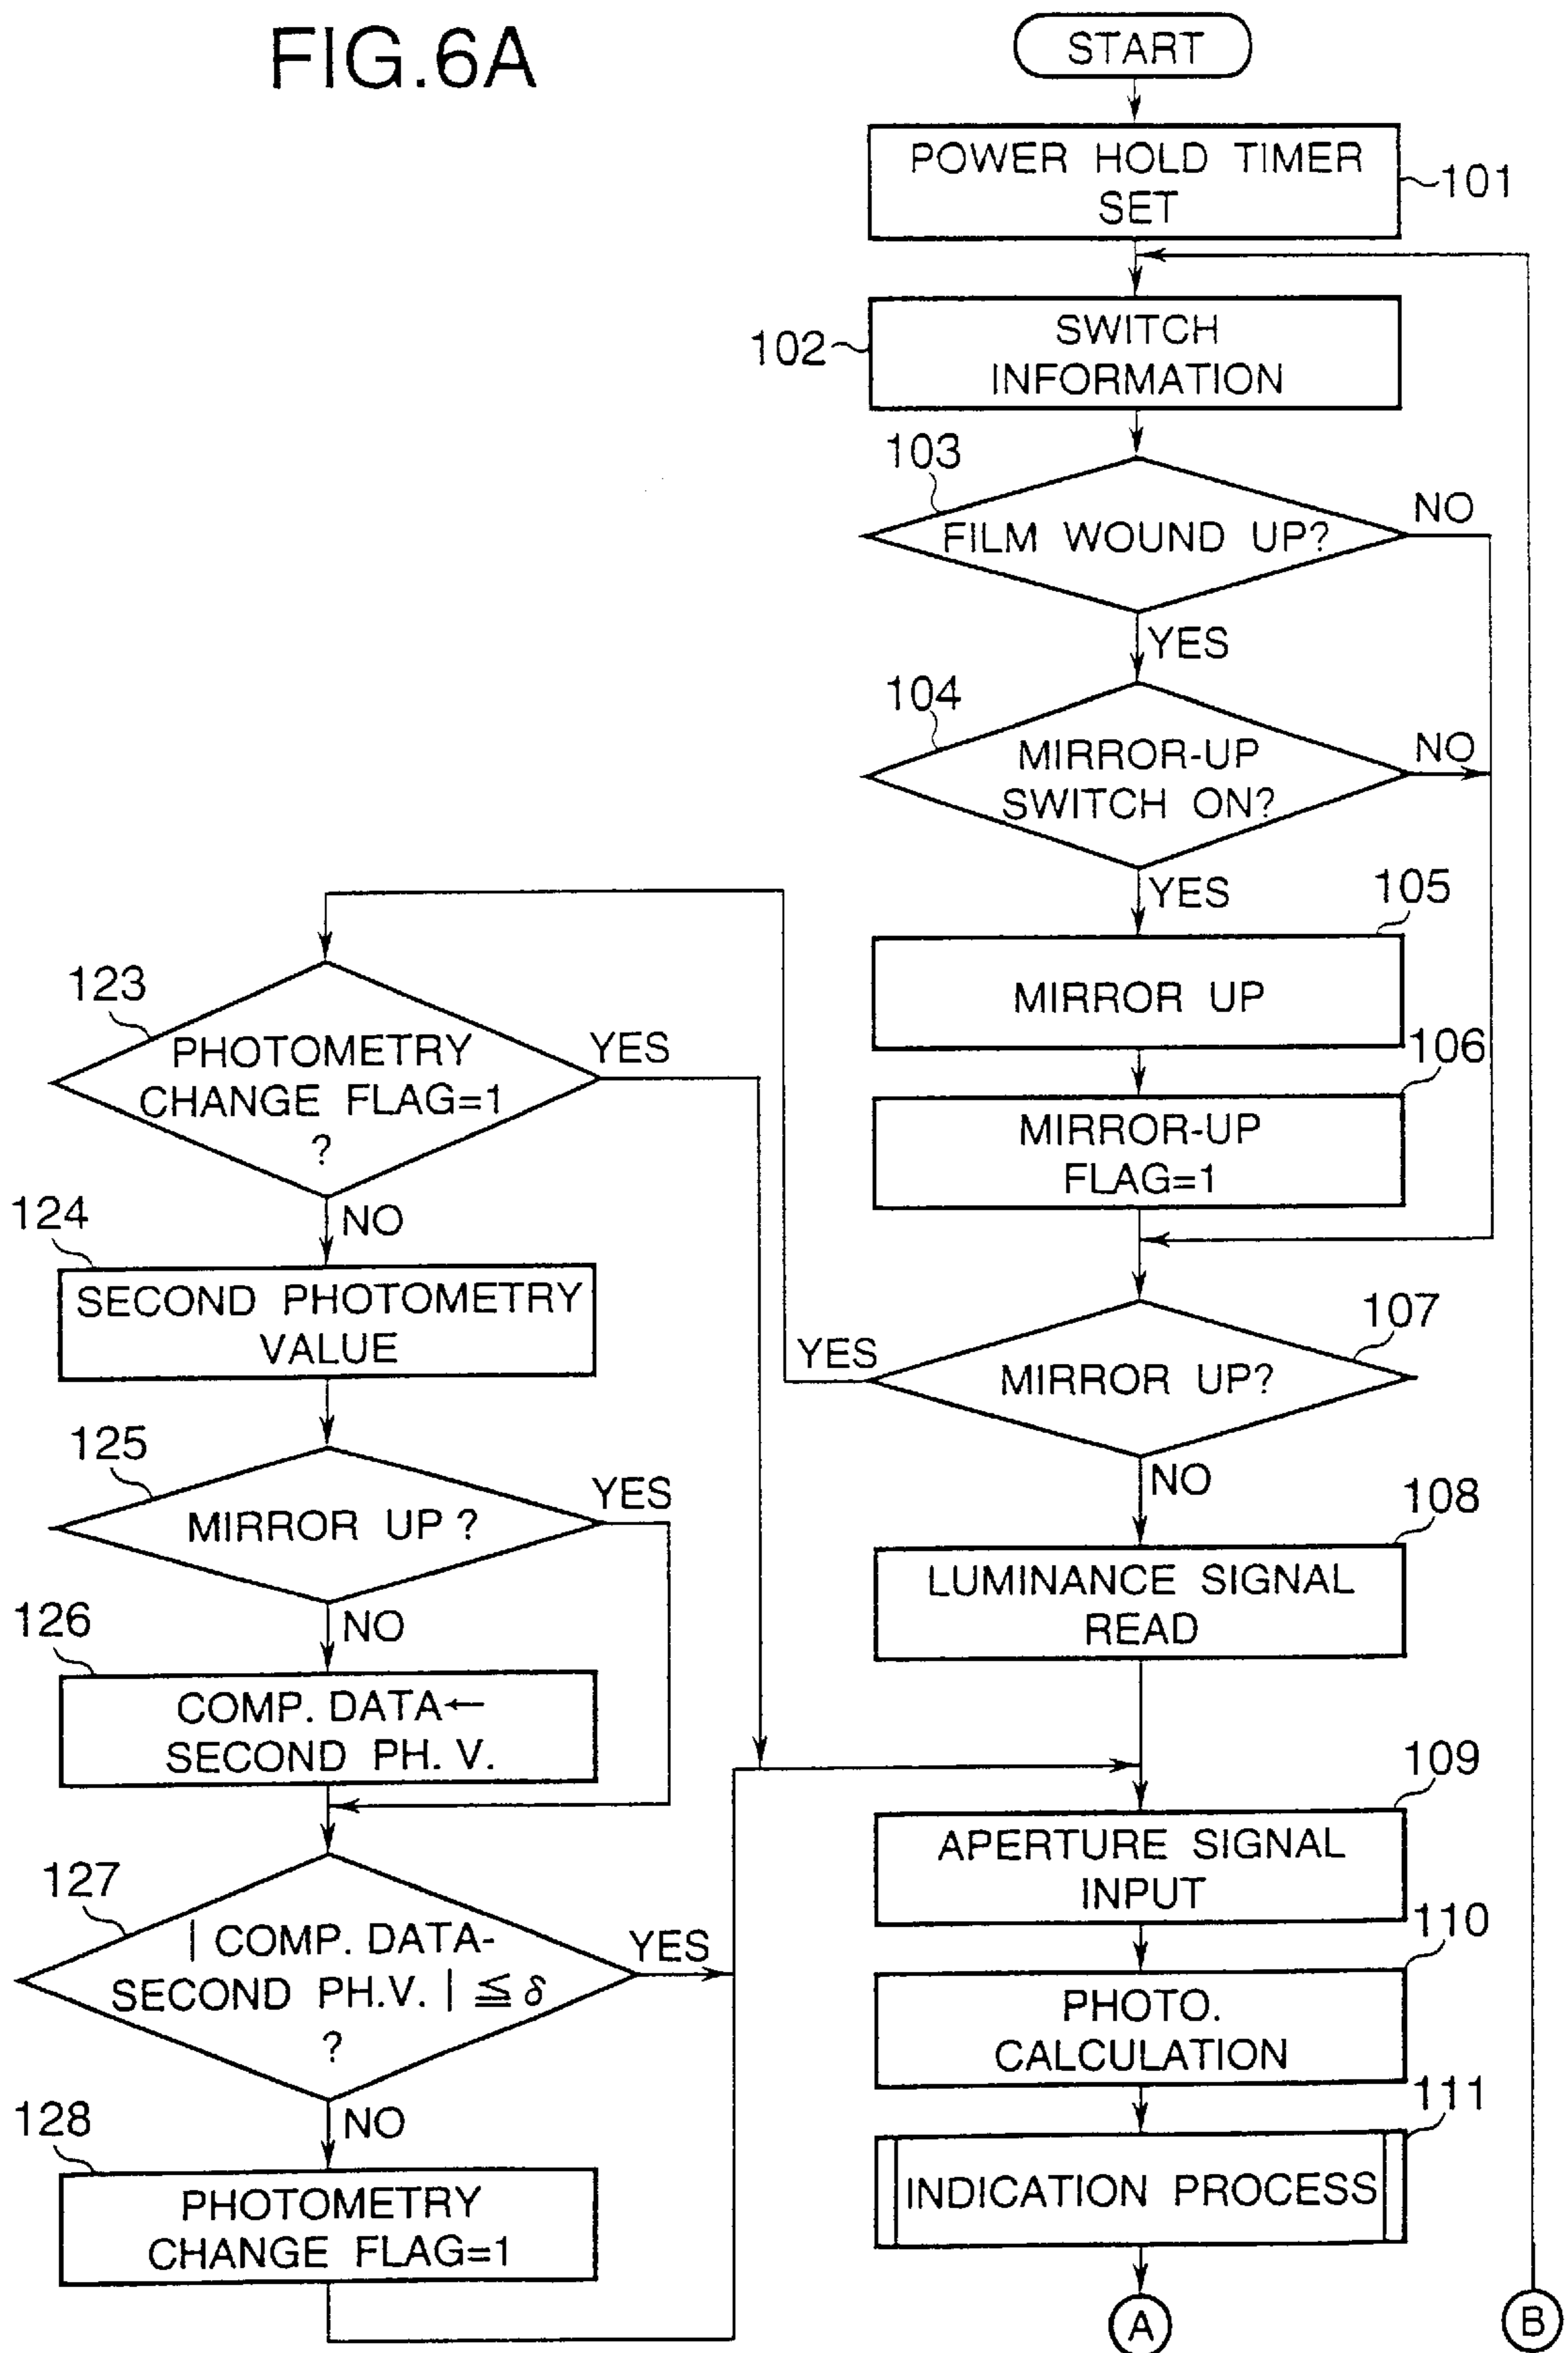 FIG.6A
START
POWER HOLD TIMER
SET
101
102
SWITCH
INFORMATION
103
FILM WOUND UP?
NO
YES
104
MIRROR-UP
SWITCH ON?
NO
YES
105
MIRROR UP
106
MIRROR-UP
FLAG=1
107
MIRROR UP?
YES
NO
108
LUMINANCE SIGNAL
READ
109
APERTURE SIGNAL
INPUT
110
PHOTO.
CALCULATION
111
INDICATION PROCESS
A
B
123
PHOTOMETRY
CHANGE FLAG=1
?
YES
NO
124
SECOND PHOTOMETRY
VALUE
125
MIRROR UP ?
YES
NO
126
COMP. DATA←
SECOND PH. V.
127
| COMP. DATA-
SECOND PH.V. | ≦ δ
?
YES
NO
128
PHOTOMETRY
CHANGE FLAG=1